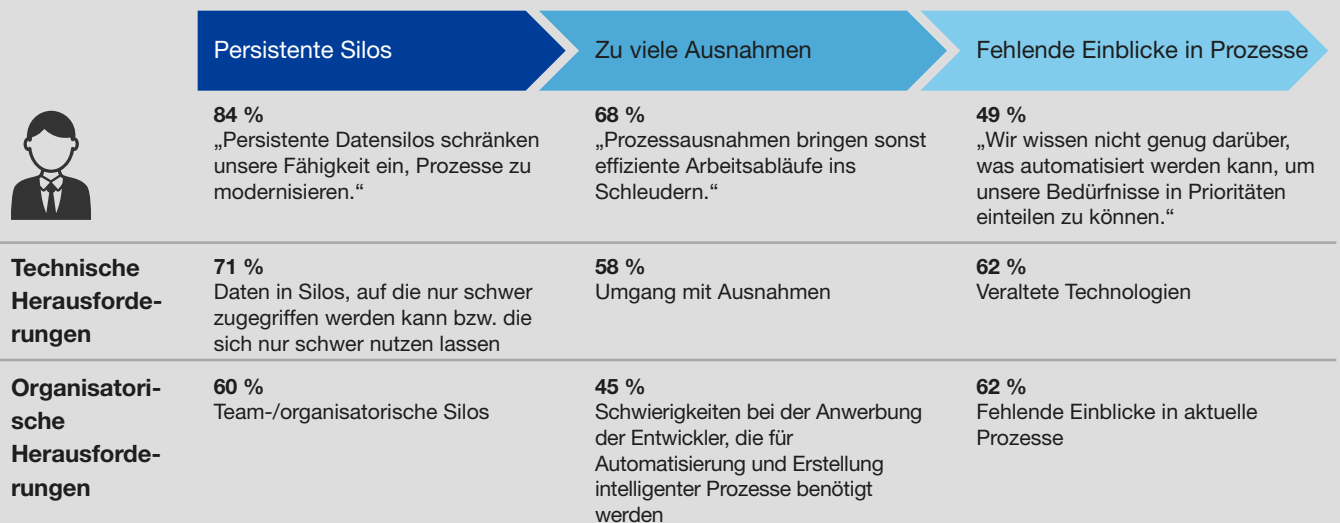 Persistente Silos
Zu viele Ausnahmen
Fehlende Einblicke in Prozesse
84 %
„Persistente Datensilos schränken
unsere Fähigkeit ein, Prozesse zu
modernisieren.“
68 %
„Prozessausnahmen bringen sonst
effiziente Arbeitsabläufe ins
Schleudern.“
49 %
„Wir wissen nicht genug darüber,
was automatisiert werden kann, um
unsere Bedürfnisse in Prioritäten
einteilen zu können.“
Technische
Herausforde-
rungen
71 %
Daten in Silos, auf die nur schwer
zugegriffen werden kann bzw. die
sich nur schwer nutzen lassen
58 %
Umgang mit Ausnahmen
62 %
Veraltete Technologien
Organisatori-
sche
Herausforde-
rungen
60 %
Team-/organisatorische Silos
45 %
Schwierigkeiten bei der Anwerbung
der Entwickler, die für
Automatisierung und Erstellung
intelligenter Prozesse benötigt
werden
62 %
Fehlende Einblicke in aktuelle
Prozesse